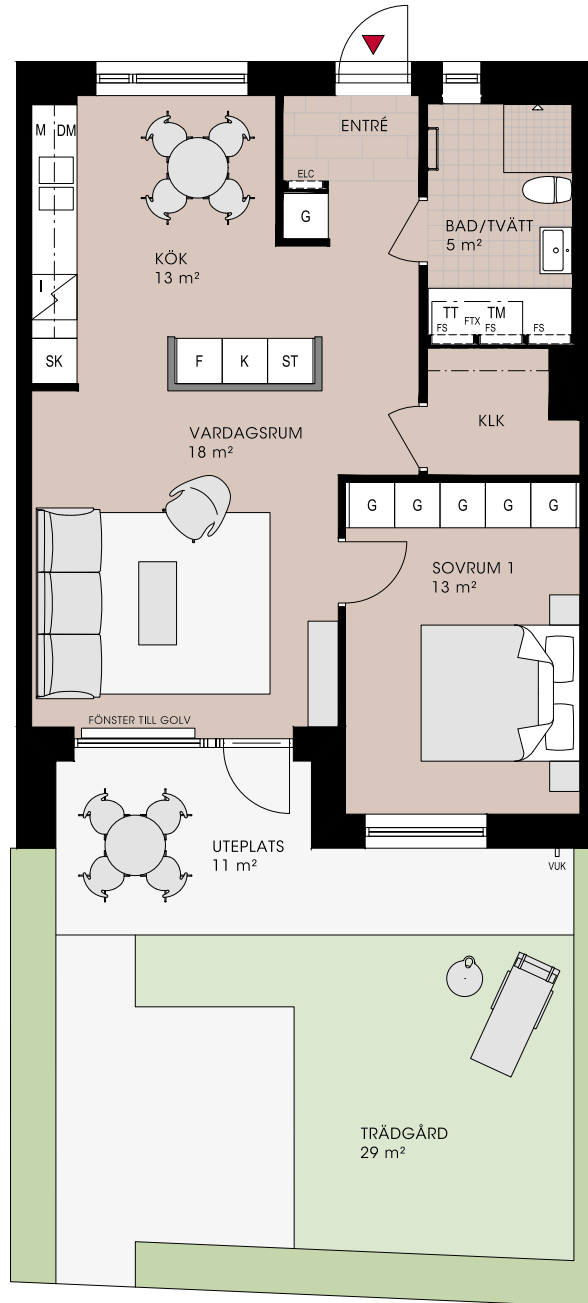 ENTRÉ
M DM
ELC
G
BAD/TVÄTT
5 m²
KÖK
13 m²
I
TT FTX TM
FS FS FS
SK
F K ST
KLK
VARDAGSRUM
18 m²
G G G G G
SOVRUM 1
13 m²
FÖNSTER TILL GOLV
UTEPLATS
11 m²
VUK
TRÄDGÅRD
29 m²